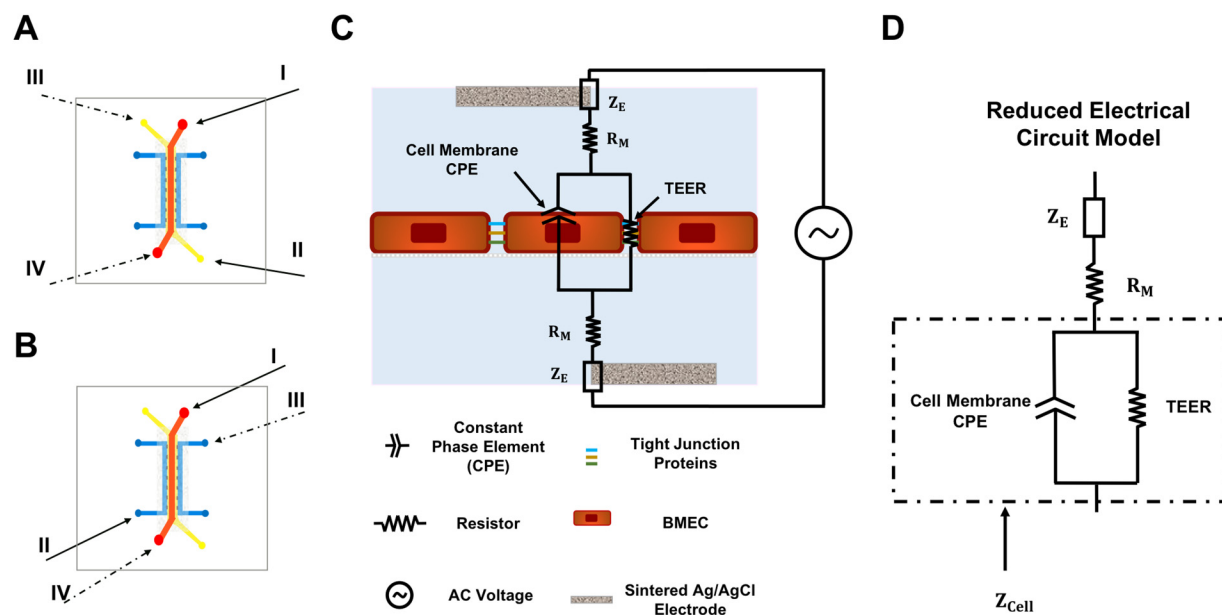 A
III
I
II
IV
B
I
III
II
IV
C
Z_E
R_M
Cell Membrane
CPE
TEER
R_M
Z_E
Constant
Phase Element
(CPE)
Tight Junction
Proteins
Resistor
BMEC
AC Voltage
Sintered Ag/AgCl
Electrode
D
Reduced Electrical
Circuit Model
Z_E
R_M
Cell Membrane
CPE
TEER
Z_Cell